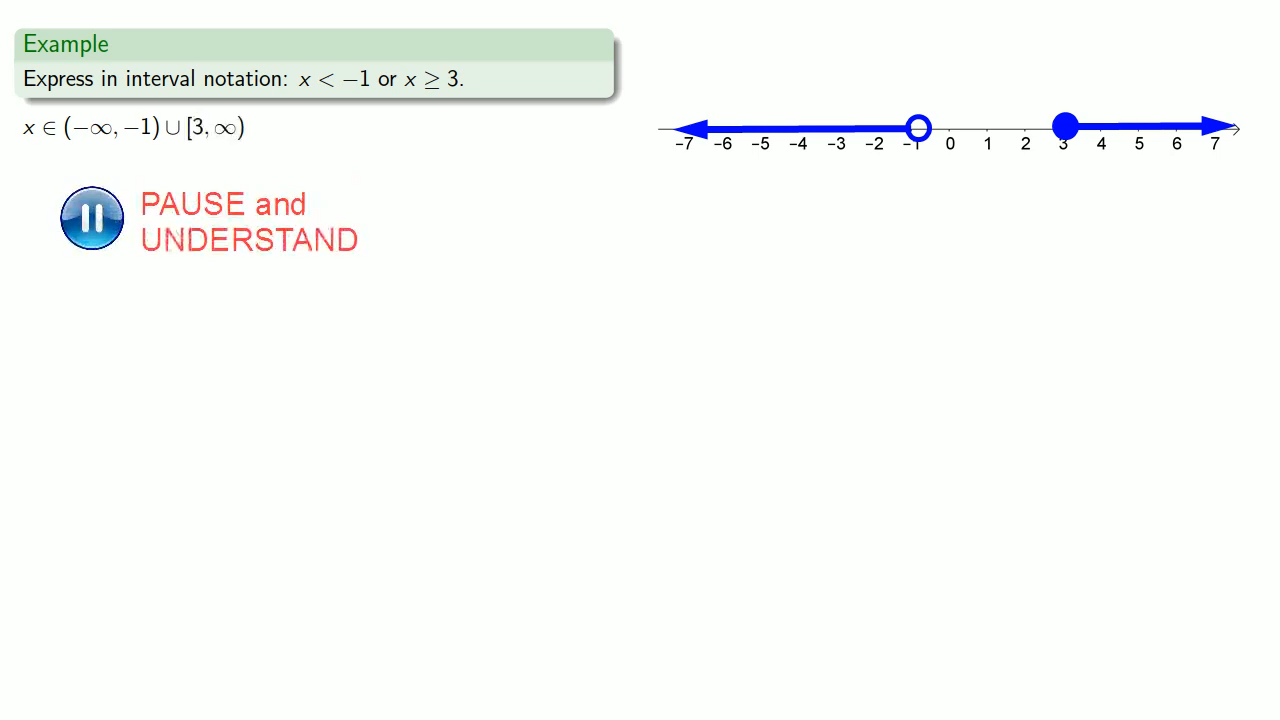 Example
Express in interval notation: x < −1 or x ≥ 3.
x ∈ (−∞, −1) ∪ [3, ∞)
−7 −6 −5 −4 −3 −2 −1 0 1 2 3 4 5 6 7
PAUSE and
UNDERSTAND